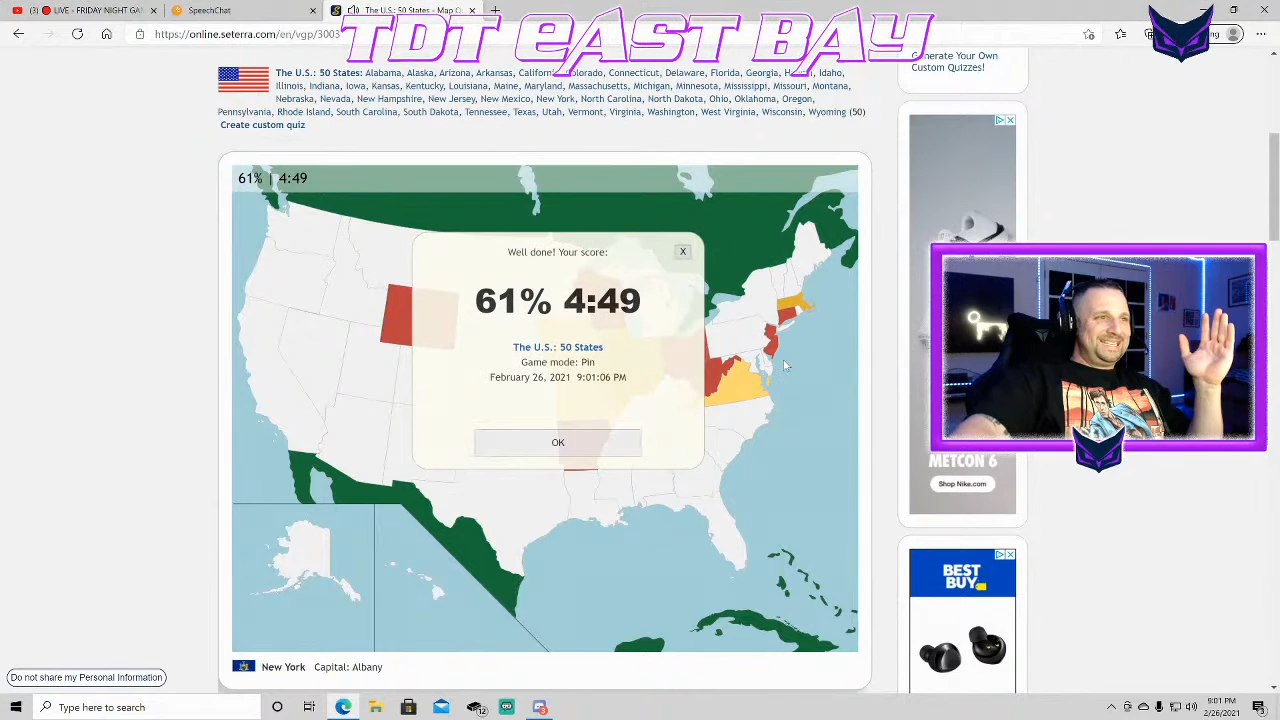 (3) LIVE - FRIDAY NIGHT GA
SpeechChat
The U.S.: 50 States - Map Q
https://online.seterra.com/en/vgp/3003
TDT EAST BAY
The U.S.: 50 States: Alabama, Alaska, Arizona, Arkansas, California, Colorado, Connecticut, Delaware, Florida, Georgia, Idaho,
Illinois, Indiana, Iowa, Kansas, Kentucky, Louisiana, Maine, Maryland, Massachusetts, Michigan, Minnesota, Mississippi, Missouri, Montana,
Nebraska, Nevada, New Hampshire, New Jersey, New Mexico, New York, North Carolina, North Dakota, Ohio, Oklahoma, Oregon,
Pennsylvania, Rhode Island, South Carolina, South Dakota, Tennessee, Texas, Utah, Vermont, Virginia, Washington, West Virginia, Wisconsin, Wyoming (50)
Create custom quiz
Generate Your Own
Custom Quizzes!
61% | 4:49
Well done! Your score:
X
61% 4:49
The U.S.: 50 States
Game mode: Pin
February 26, 2021 9:01:06 PM
OK
METCON 6
Shop Nike.com
BEST
BUY
New York Capital: Albany
Do not share my Personal Information
Type here to search
9:01 PM
2/26/2021